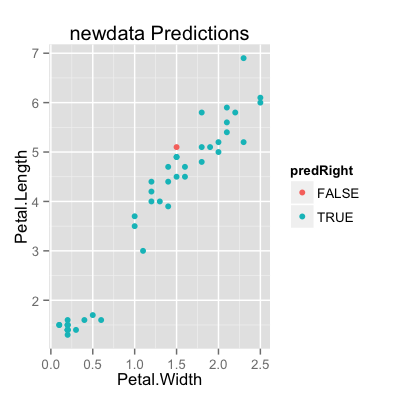 newdata Predictions
7
6
5
4
3
2
Petal.Length
0.0 0.5 1.0 1.5 2.0 2.5
Petal.Width
predRight
FALSE
TRUE